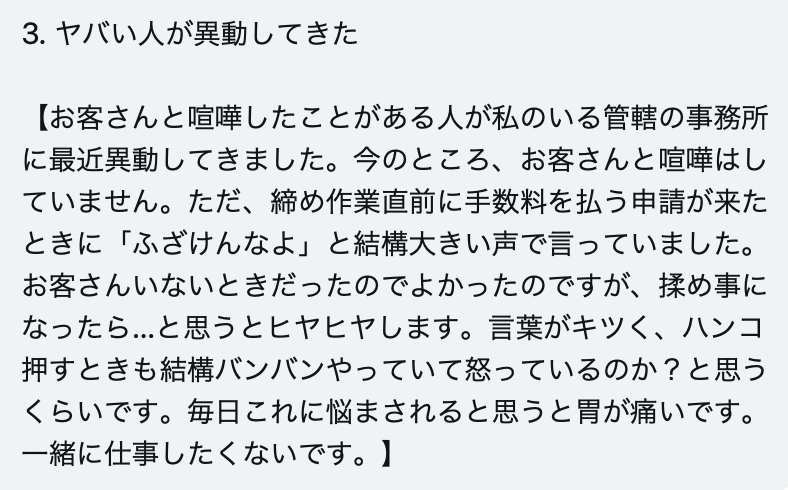 3. ヤバい人が異動してきた
【お客さんと喧嘩したことがある人が私のいる管轄の事務所
に最近異動してきました。今のところ、お客さんと喧嘩はし
ていません。ただ、締め作業直前に手数料を払う申請が来た
ときに「ふざけんなよ」と結構大きい声で言っていました。
お客さんいないときだったのでよかったのですが、揉め事に
なったら...と思うとヒヤヒヤします。言葉がキツく、ハンコ
押すときも結構バンバンやっていて怒っているのか？と思う
くらいです。毎日これに悩まされると思うと胃が痛いです。
一緒に仕事したくないです。】